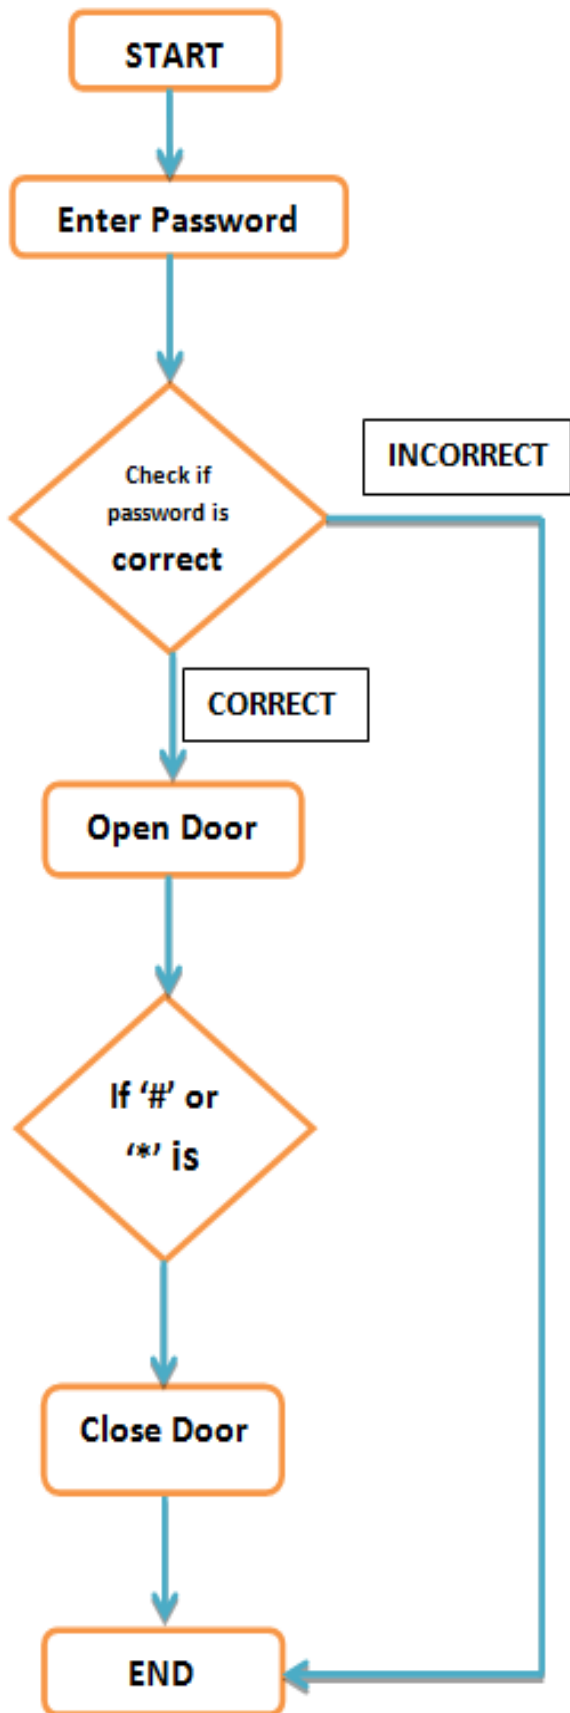 START
Enter Password
Check if
password is
correct
INCORRECT
CORRECT
Open Door
If ‘#’ or
‘*’ is
Close Door
END